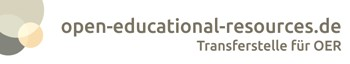 open-educational-resources.de
Transferstelle für OER